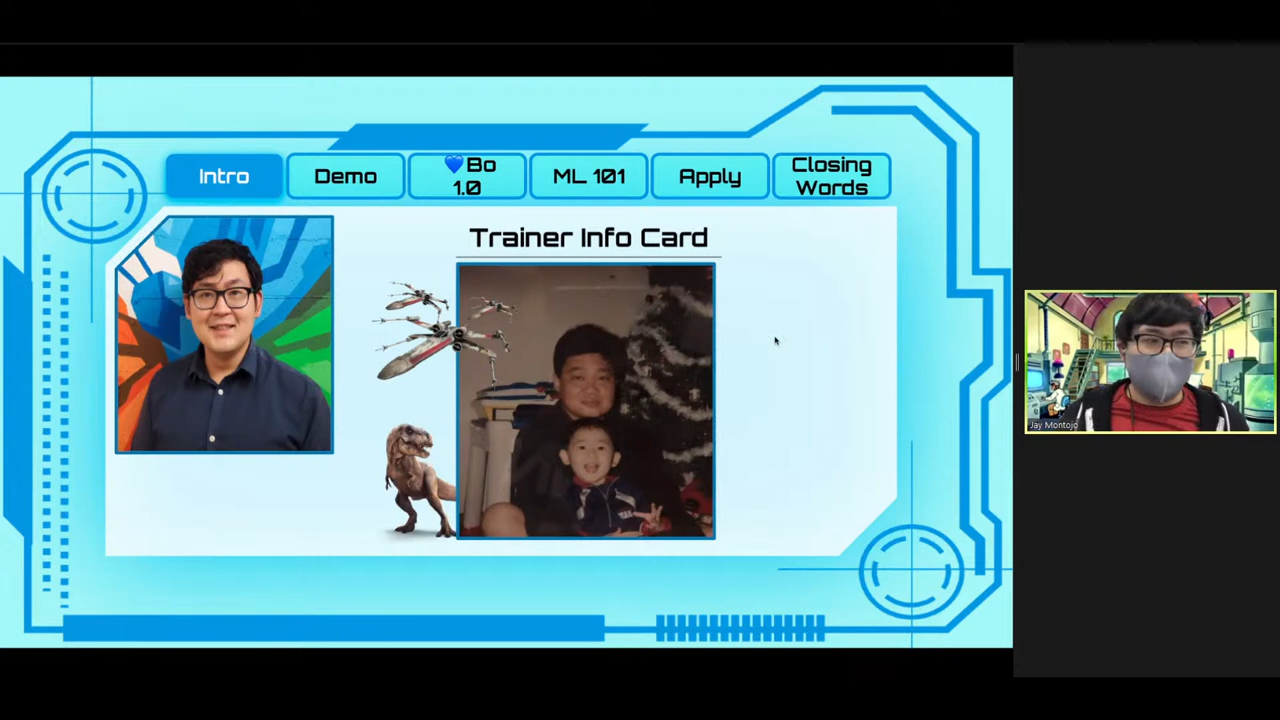 Intro
Demo
💙Bo
1.0
ML 101
Apply
Closing
Words
Trainer Info Card
Jay Montojo